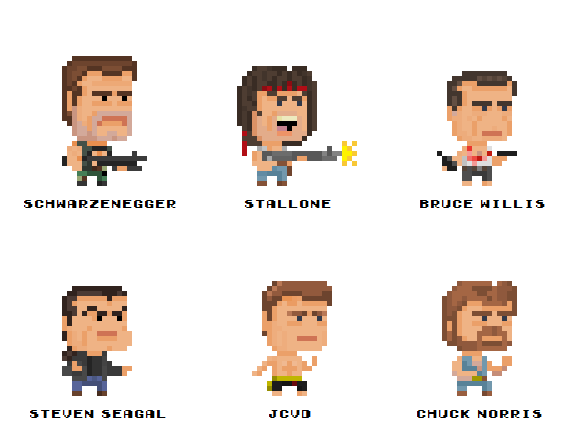 SCHWARZENEGGER
STALLONE
BRUCE WILLIS
STEVEN SEAGAL
JCVD
CHUCK NORRIS